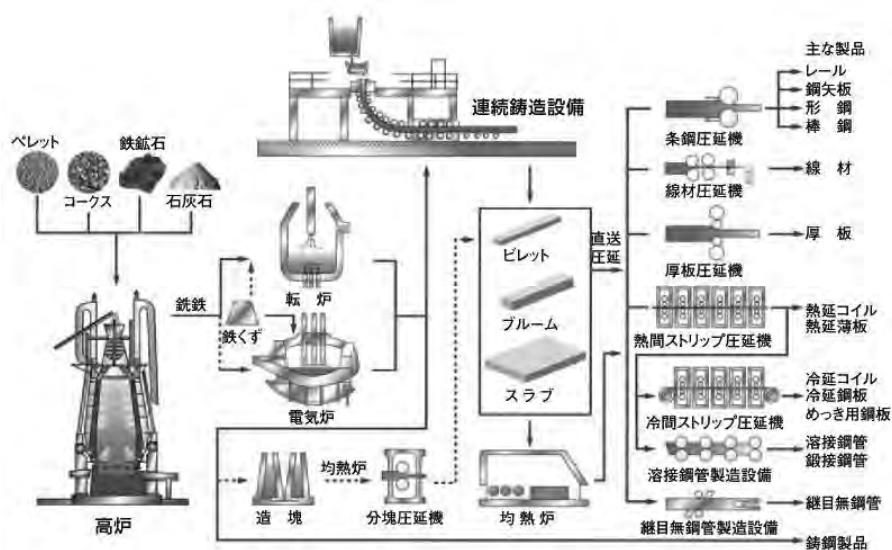 ペレット
コークス
鉄鉱石
石灰石
高炉
銑鉄
鉄くず
転 炉
電気炉
連続鋳造設備
造 塊
均熱炉
分塊圧延機
ビレット
ブルーム
スラブ
均 熱 炉
直送
圧延
条鋼圧延機
線材圧延機
厚板圧延機
熱間ストリップ圧延機
冷間ストリップ圧延機
溶接鋼管製造設備
継目無鋼管製造設備
主な製品
レール
鋼矢板
形 鋼
棒 鋼
線 材
厚 板
熱延コイル
熱延薄板
冷延コイル
冷延鋼板
めっき用鋼板
溶接鋼管
鍛接鋼管
継目無鋼管
鋳鋼製品